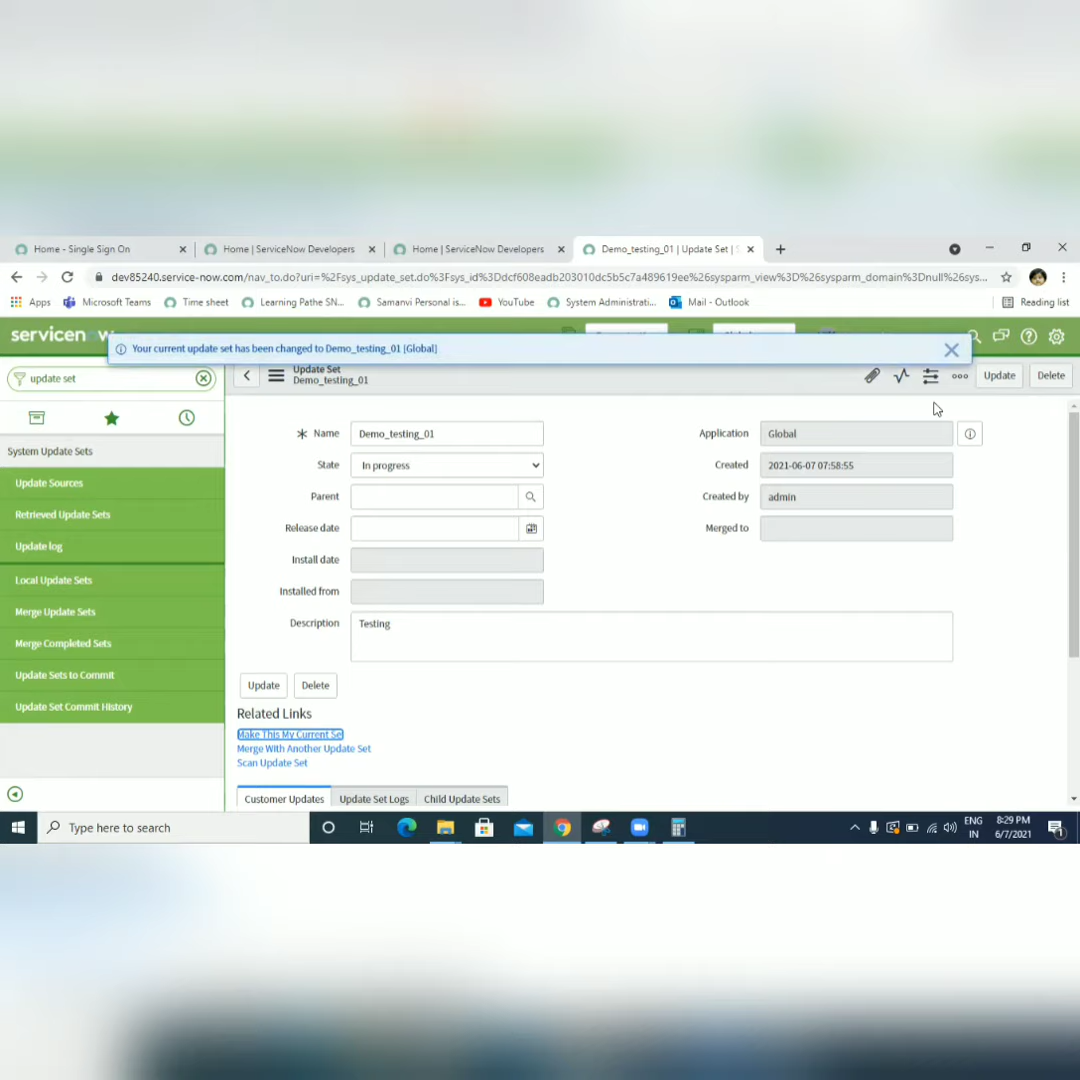 Home - Single Sign On
Home | ServiceNow Developers
Home | ServiceNow Developers
Demo_testing_01 | Update Set |
dev85240.service-now.com/nav_to.do?uri=%2Fsys_update_set.do%3Fsys_id%3Ddcf608eadb203010dc5b5c7a489619ee%26sysparm_view%3D%26sysparm_domain%3Dnull%26sys...
Apps
Microsoft Teams
Time sheet
Learning Pathe SN...
Samanvi Personal is...
YouTube
System Administrati...
Mail - Outlook
Reading list
servicenow
Your current update set has been changed to Demo_testing_01 [Global]
update set
Update Set
Demo_testing_01
Update
Delete
System Update Sets
Update Sources
Retrieved Update Sets
Update log
Local Update Sets
Merge Update Sets
Merge Completed Sets
Update Sets to Commit
Update Set Commit History
Name
Demo_testing_01
Application
Global
State
In progress
Created
2021-06-07 07:58:55
Parent
Created by
admin
Release date
Merged to
Install date
Installed from
Description
Testing
Update
Delete
Related Links
Make This My Current Set
Merge With Another Update Set
Scan Update Set
Customer Updates
Update Set Logs
Child Update Sets
Type here to search
ENG
IN
8:29 PM
6/7/2021
1